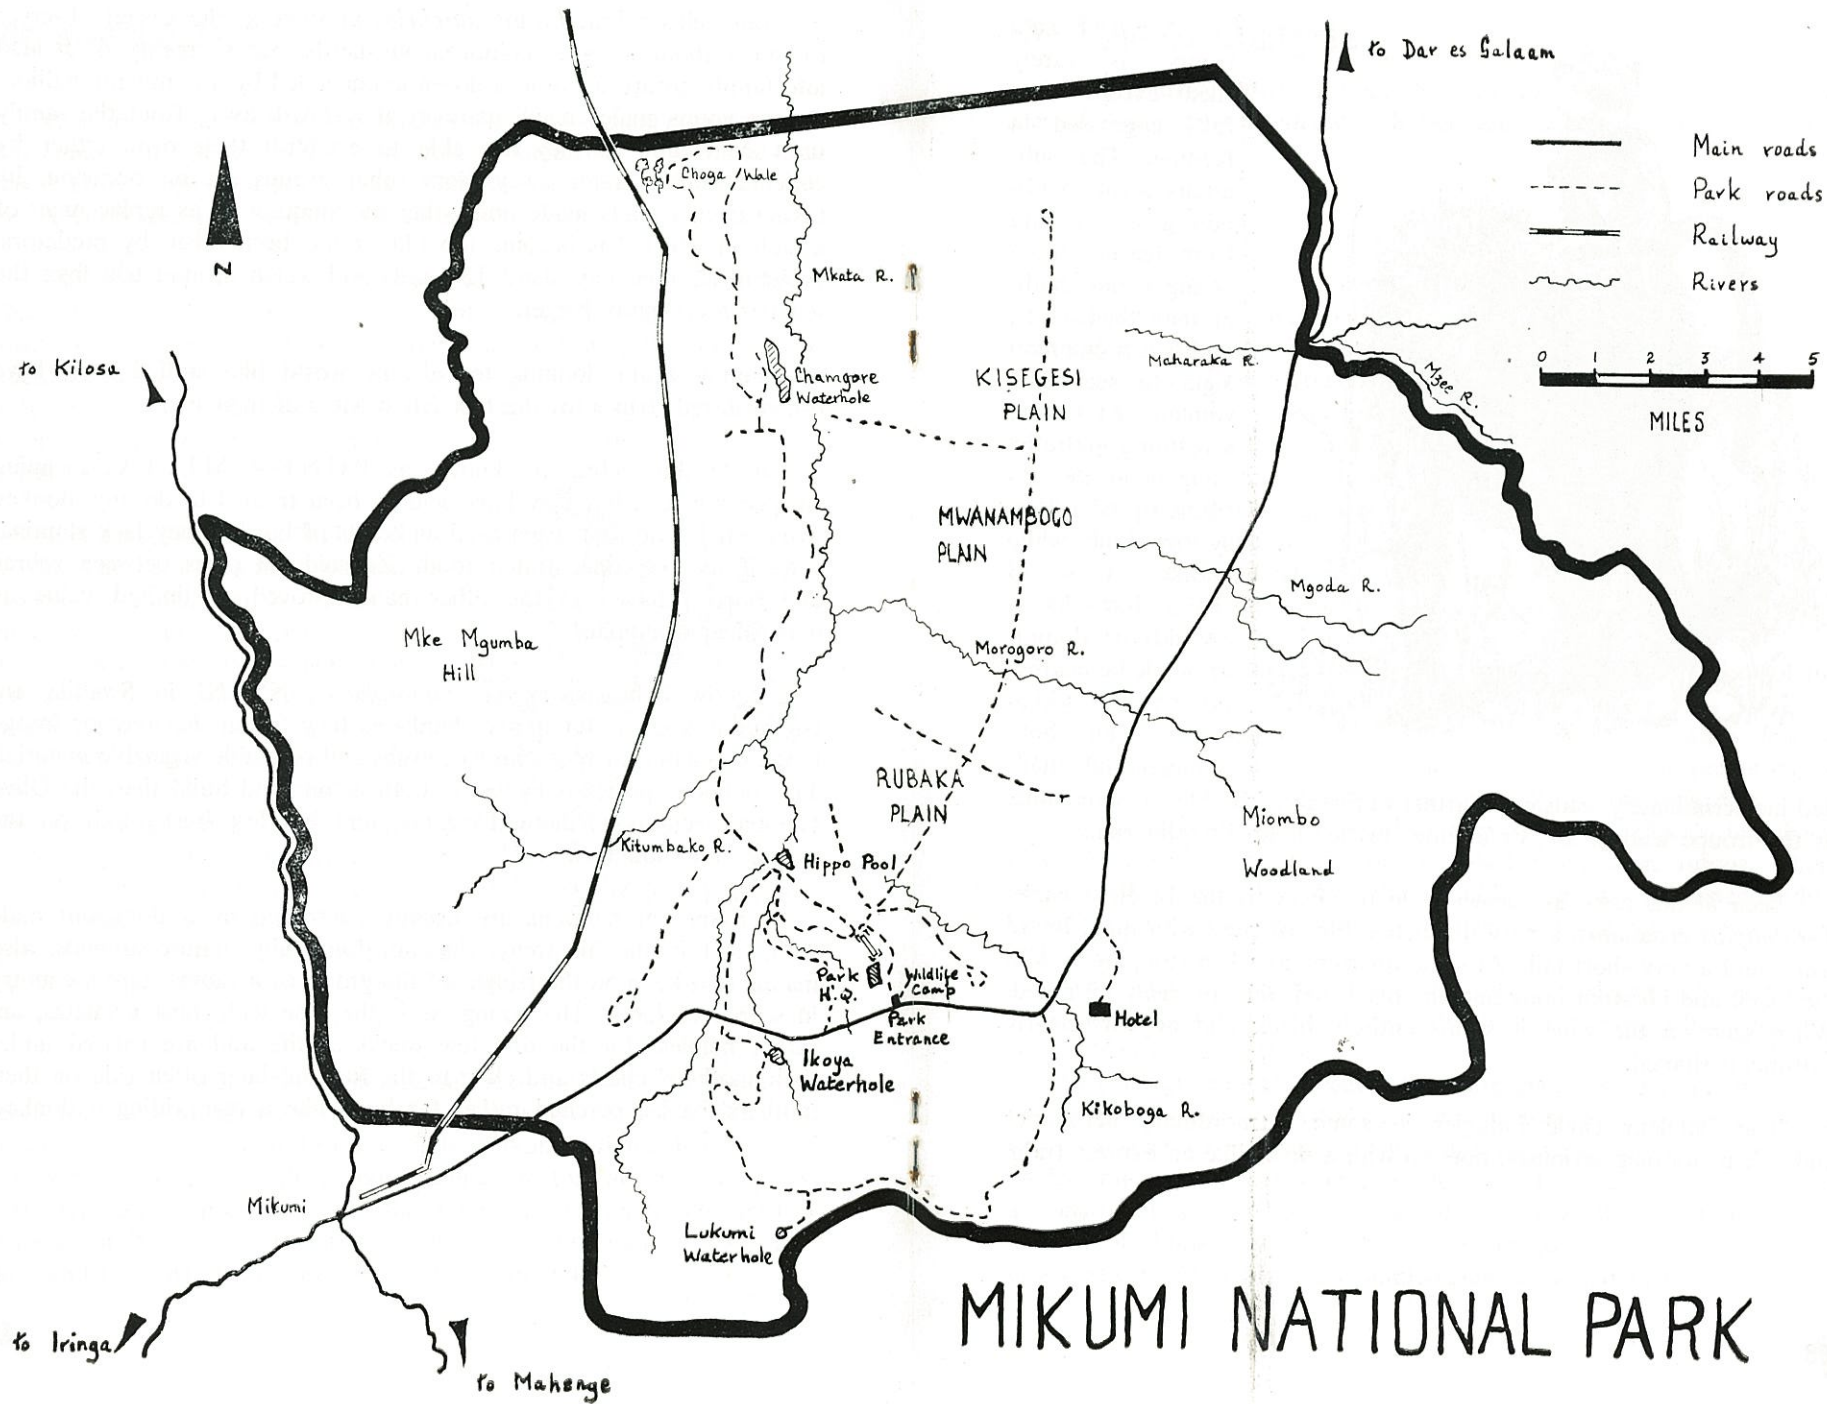 to Dar es Salaam
Main roads
Park roads
Railway
Rivers
0 1 2 3 4 5
MILES
N
Choga Wale
Mkata R.
to Kilosa
Chamgore
Waterhole
KISEGESI
PLAIN
Maharaka R.
Mzee R.
MWANAMBOGO
PLAIN
Mgoda R.
Mke Mgumba
Hill
Morogoro R.
RUBAKA
PLAIN
Miombo
Woodland
Kitumbako R.
Hippo Pool
Park
H.Q.
Wildlife
Camp
Park
Entrance
Hotel
Ikoya
Waterhole
Kikoboga R.
Mikumi
Lukumi
Waterhole
to Iringa
to Mahenge
MIKUMI NATIONAL PARK